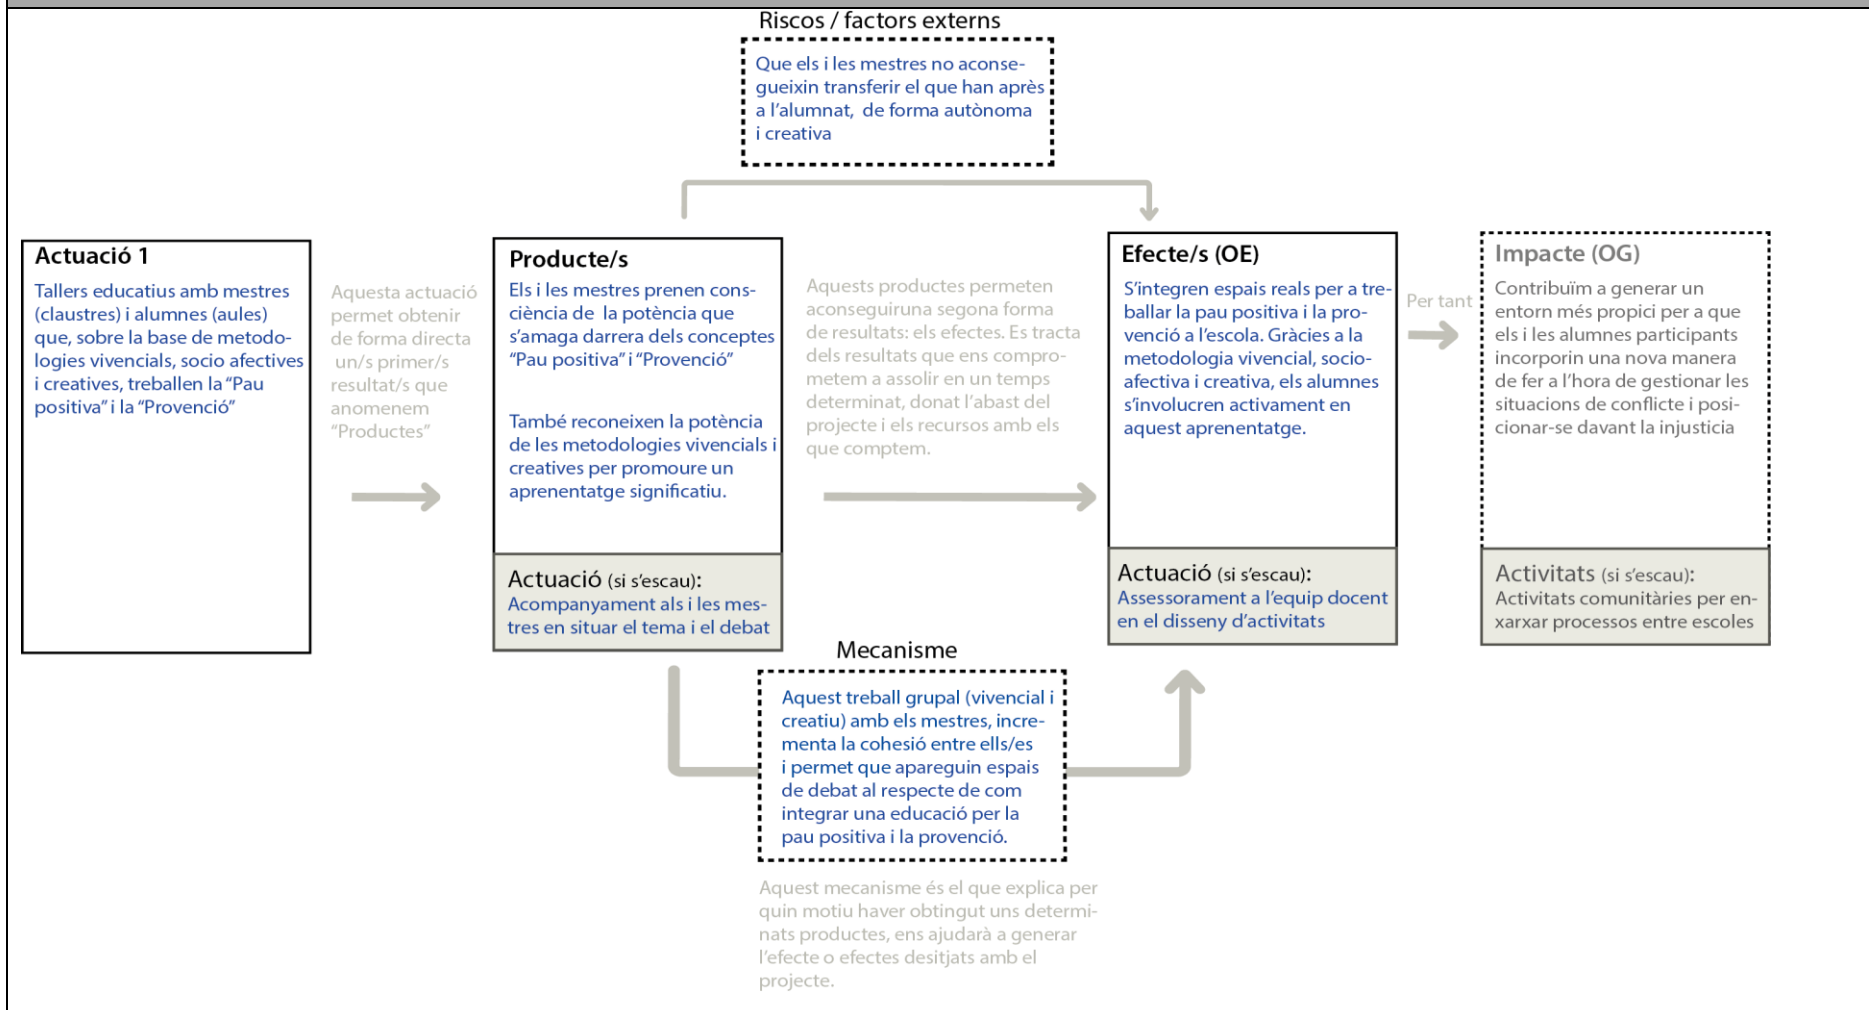 Riscos / factors externs
Que els i les mestres no aconse-
gueixin transferir el que han après
a l'alumnat,  de forma autònoma
i creativa
Actuació 1
Tallers educatius amb mestres
(claustres) i alumnes (aules)
que, sobre la base de metodo-
logies vivencials, socio afectives
i creatives, treballen la "Pau
positiva" i la "Provenció"
Aquesta actuació
permet obtenir
de forma directa
un/s primer/s
resultat/s que
anomenem
"Productes"
Producte/s
Els i les mestres prenen cons-
ciència de  la potència que
s'amaga darrera dels conceptes
"Pau positiva" i "Provenció"
També reconeixen la potència
de les metodologies vivencials i
creatives per promoure un
aprenentatge significatiu.
Actuació (si s'escau):
Acompanyament als i les mes-
tres en situar el tema i el debat
Aquests productes permeten
aconseguiruna segona forma
de resultats: els efectes. Es tracta
dels resultats que ens compro-
metem a assolir en un temps
determinat, donat l'abast del
projecte i els recursos amb els
que comptem.
Efecte/s (OE)
S'integren espais reals per a tre-
ballar la pau positiva i la pro-
venció a l'escola. Gràcies a la
metodologia vivencial, socio-
afectiva i creativa, els alumnes
s'involucren activament en
aquest aprenentatge.
Actuació (si s'escau):
Assessorament a l'equip docent
en el disseny d'activitats
Per tant
Impacte (OG)
Contribuïm a generar un
entorn més propici per a que
els i les alumnes participants
incorporin una nova manera
de fer a l'hora de gestionar les
situacions de conflicte i posi-
cionar-se davant la injusticia
Activitats (si s'escau):
Activitats comunitàries per en-
xarxar processos entre escoles
Mecanisme
Aquest treball grupal (vivencial i
creatiu) amb els mestres, incre-
menta la cohesió entre ells/es
i permet que apareguin espais
de debat al respecte de com
integrar una educació per la
pau positiva i la provenció.
Aquest mecanisme és el que explica per
quin motiu haver obtingut uns determi-
nats productes, ens ajudarà a generar
l'efecte o efectes desitjats amb el
projecte.